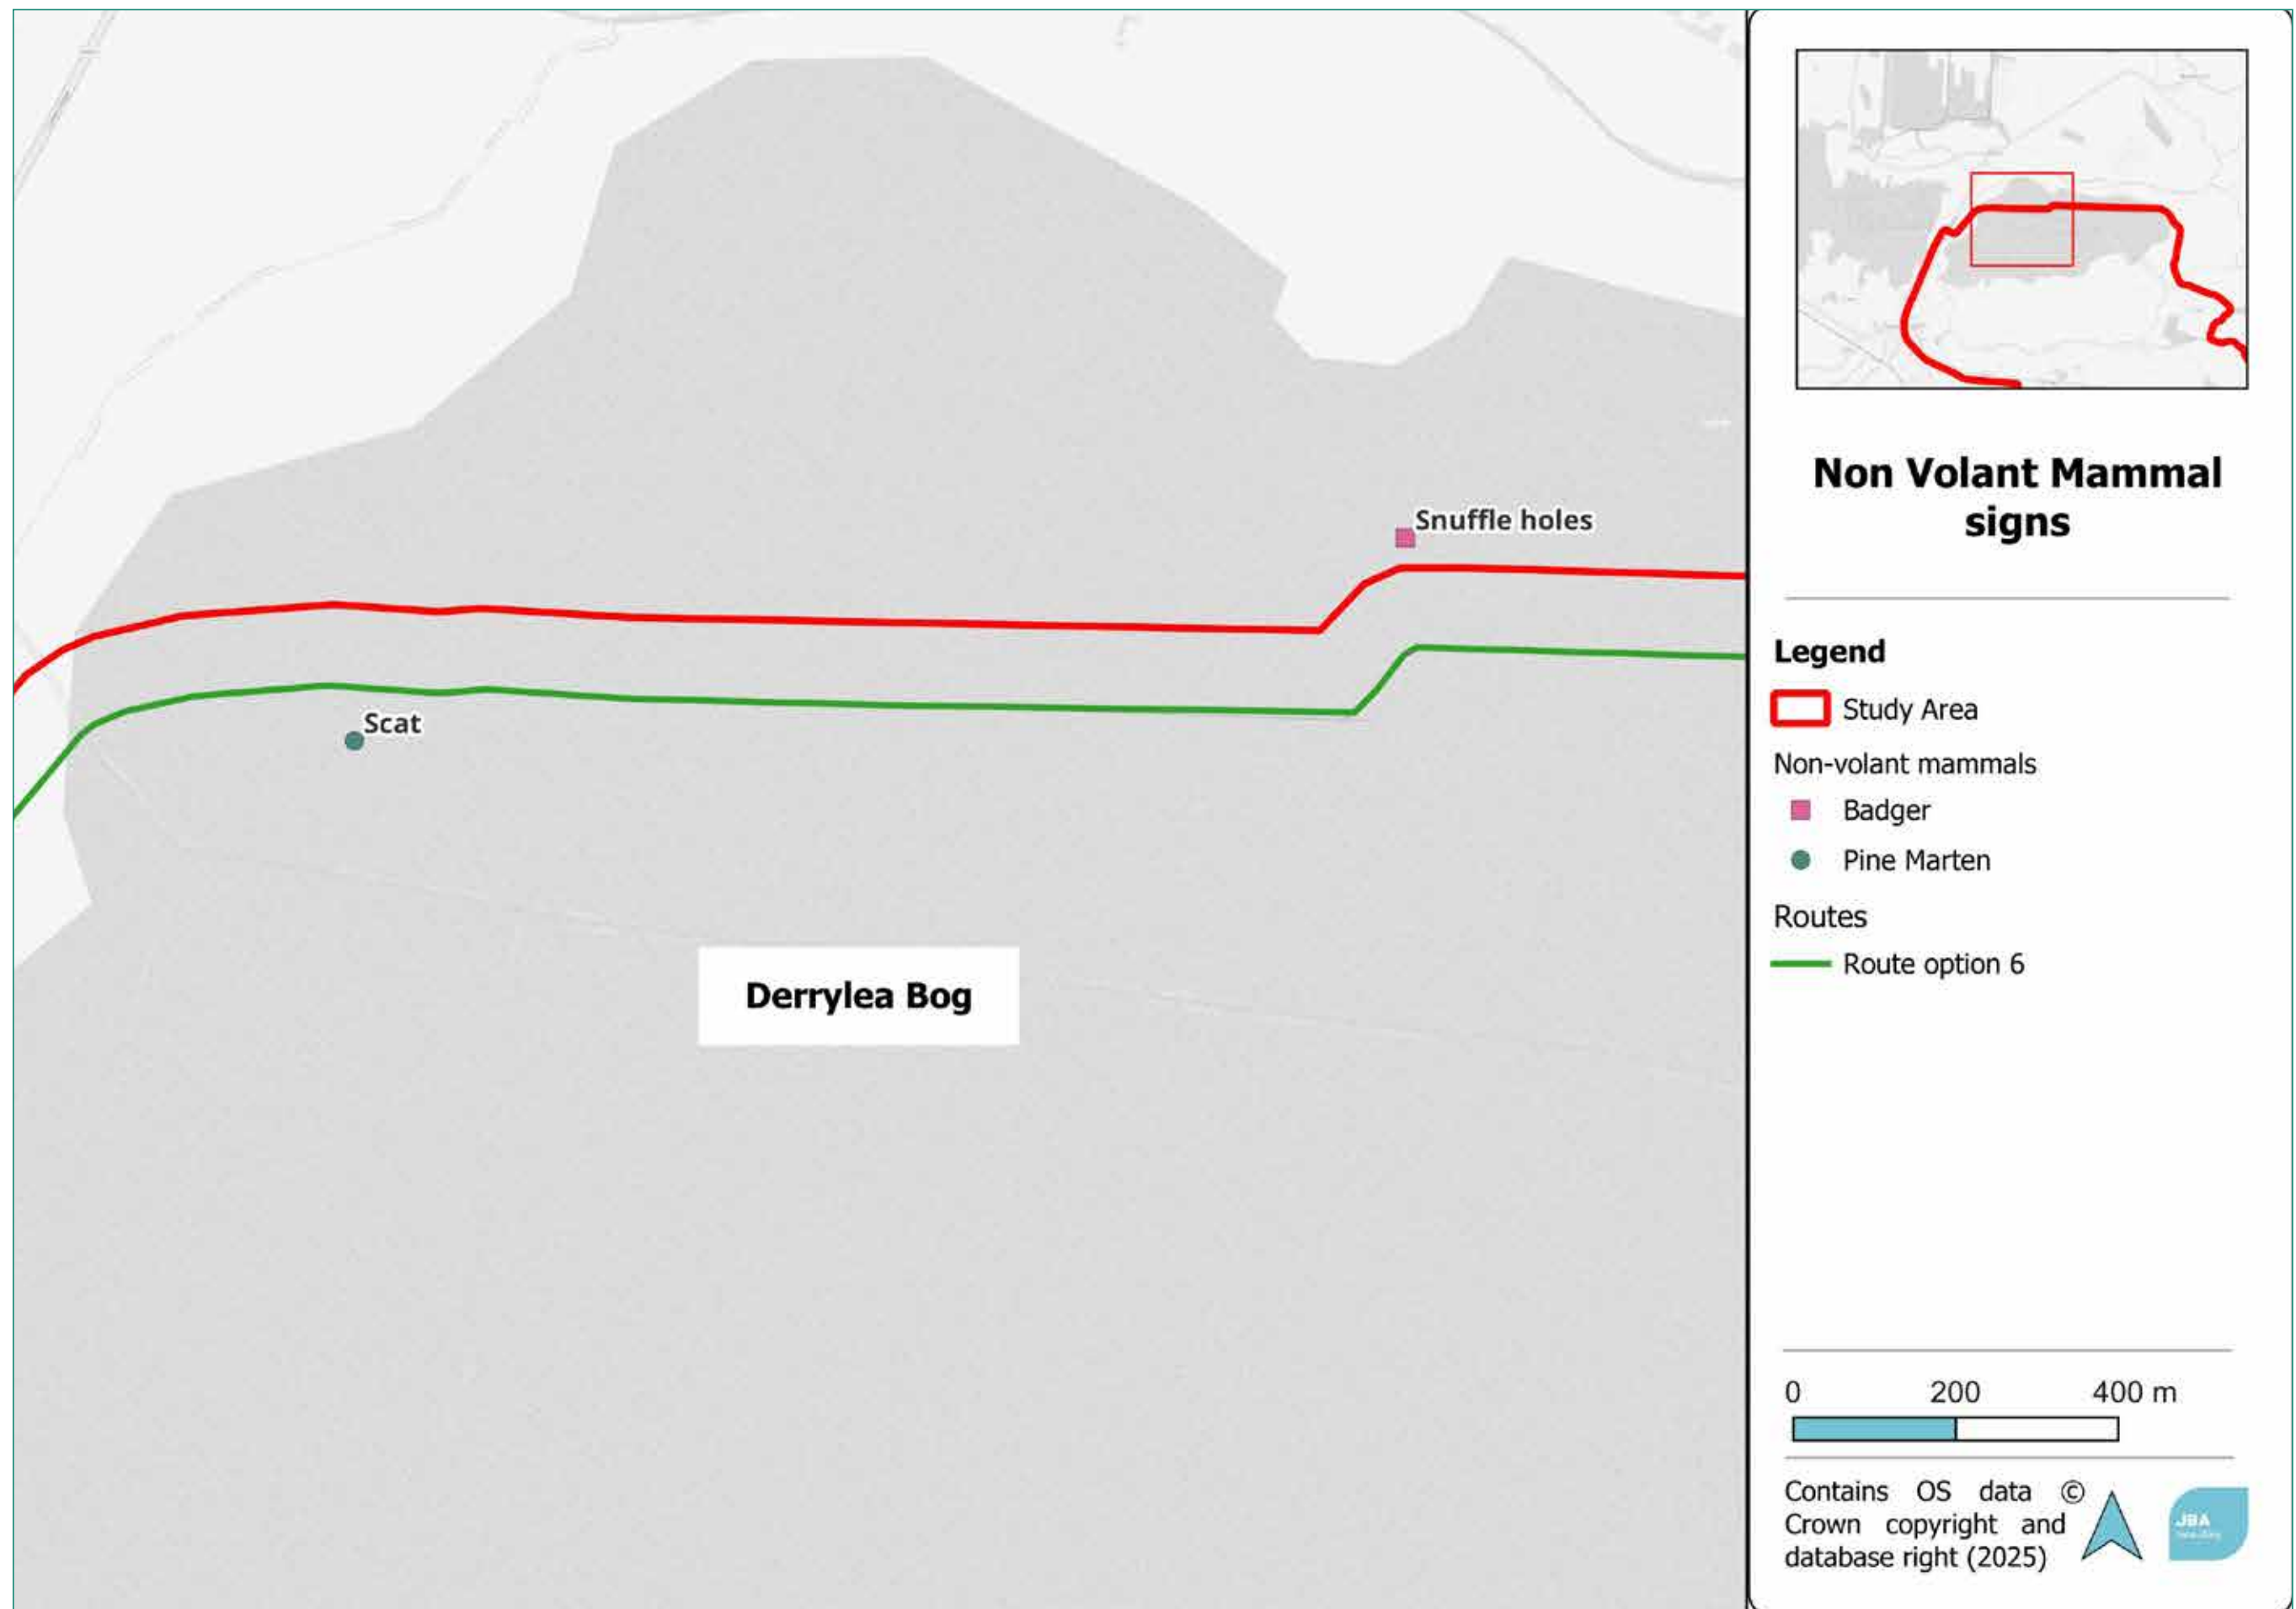 Snuffle holes
Scat
Derrylea Bog
Non Volant Mammal
signs
Legend
Study Area
Non-volant mammals
Badger
Pine Marten
Routes
Route option 6
0 200 400 m
Contains OS data ©
Crown copyright and
database right (2025)
JBA